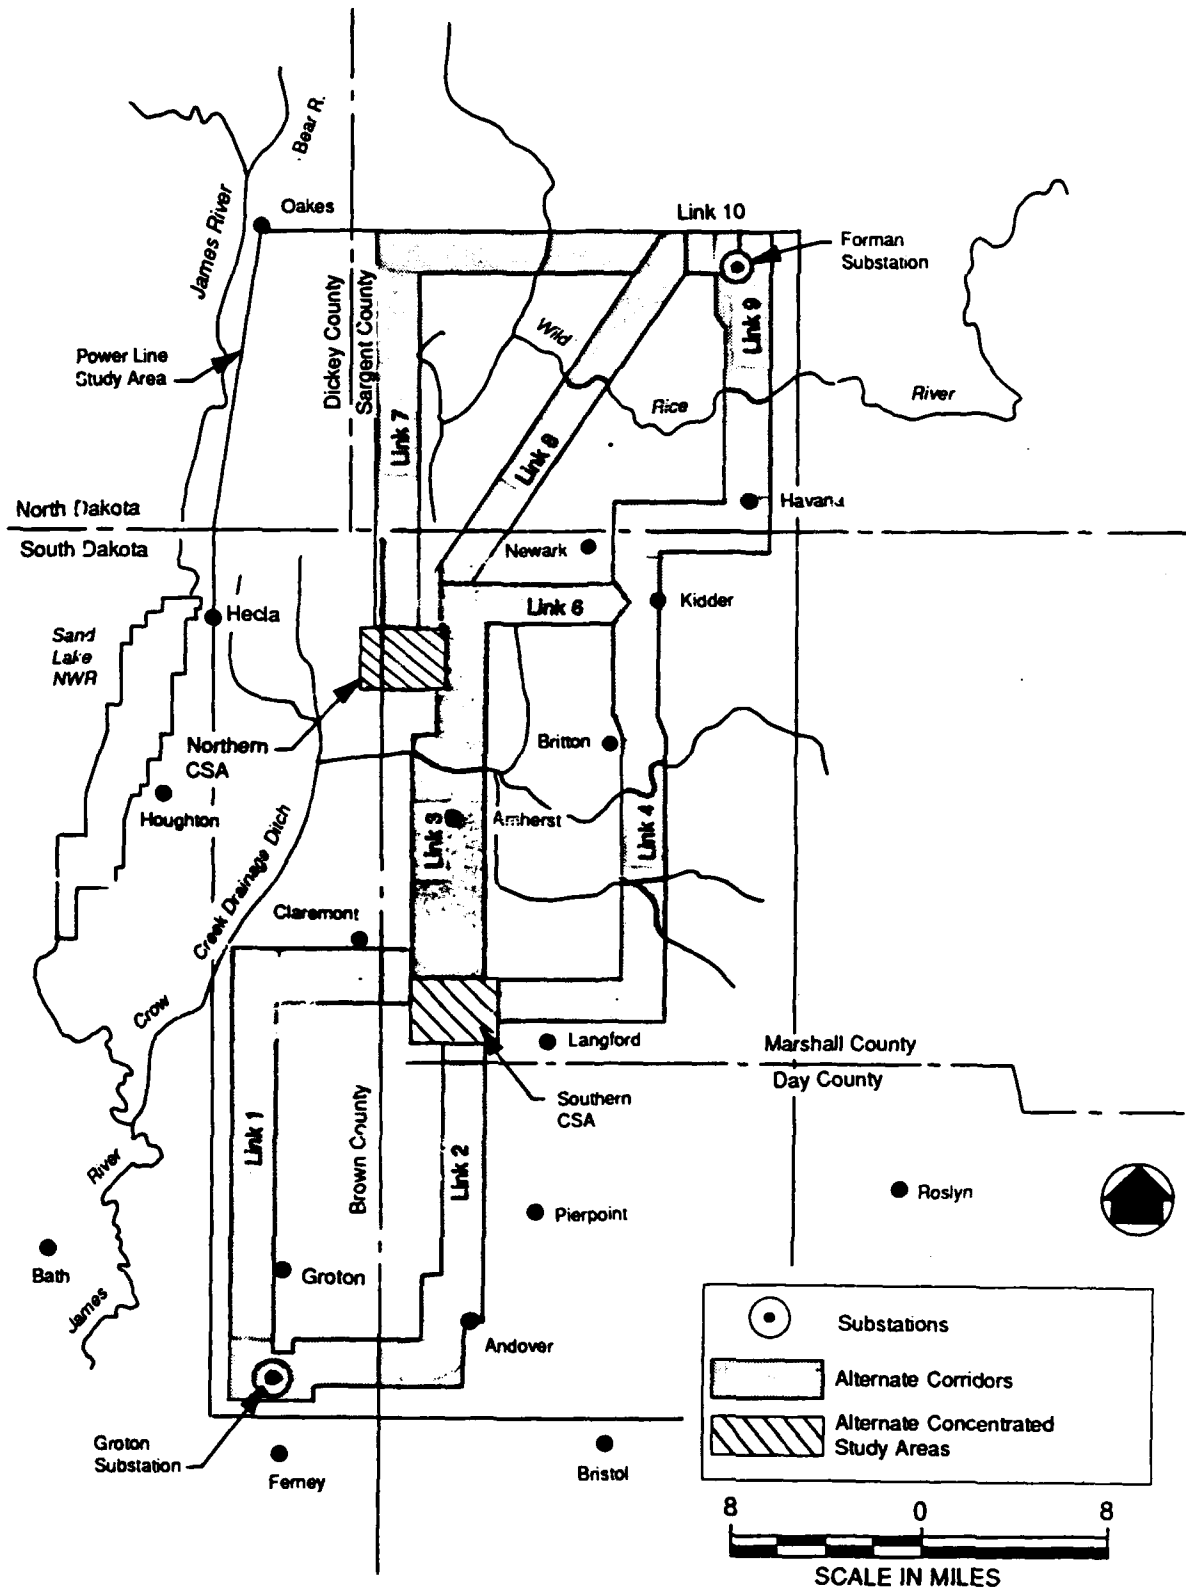 Bear R.
James River
Oakes
Link 10
Forman
Substation
Dickey County
Sargent County
Wild
Link 9
Power Line
Study Area
Rice
River
Link 7
Link 8
North Dakota
South Dakota
Havana
Newark
Link 6
Kidder
Hecla
Sand
Lake
NWR
Northern
CSA
Britton
Houghton
Link 3
Amherst
Link 4
Creek Drainage Ditch
Claremont
Crow
Langford
Marshall County
Day County
Southern
CSA
Link 1
Brown County
Link 2
River
Pierpoint
Roslyn
Bath
Groton
James
Andover
Substations
Alternate Corridors
Alternate Concentrated
Study Areas
Groton
Substation
Ferney
Bristol
8 0 8
SCALE IN MILES